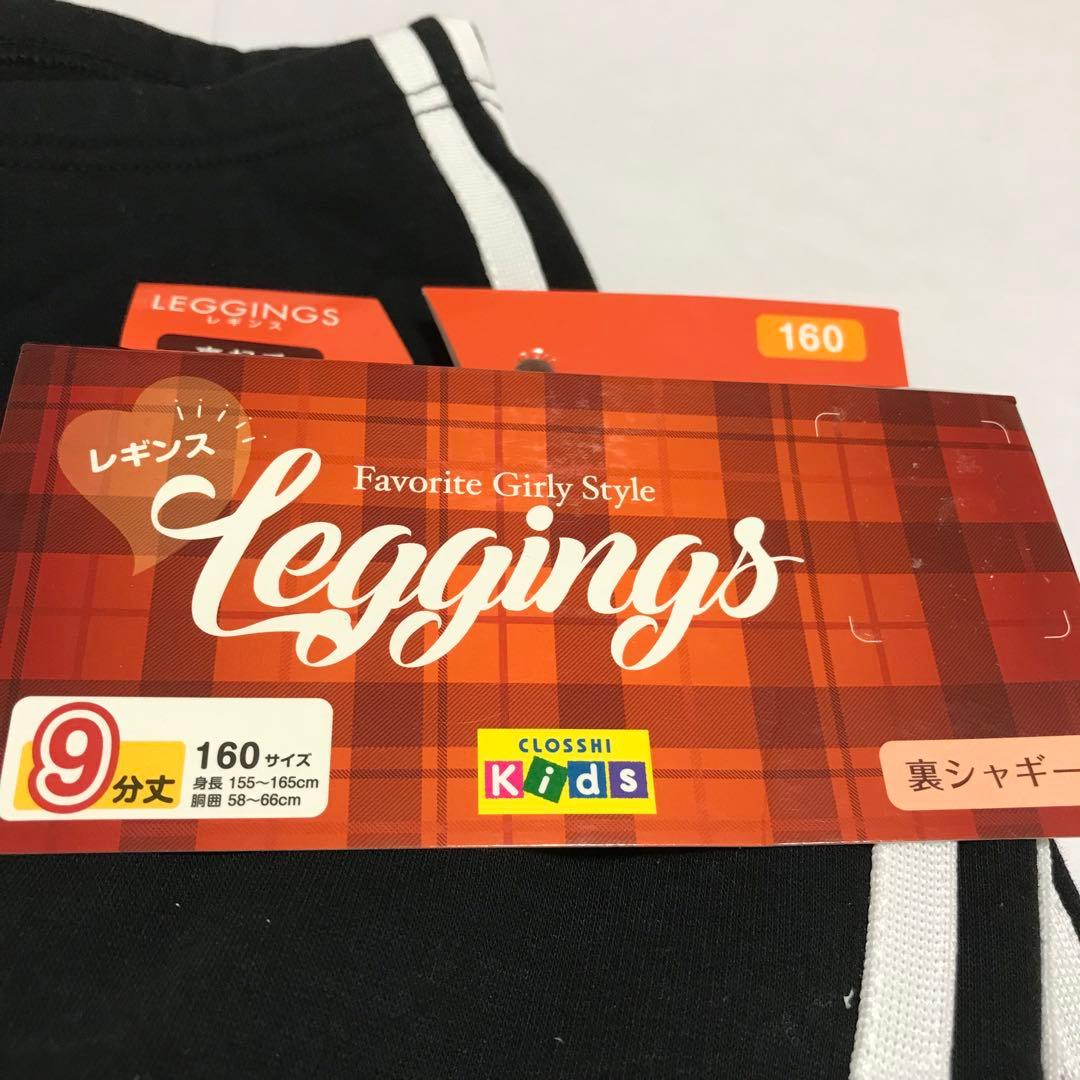 LEGGINGS
レギンス
160
レギンス
Favorite Girly Style
Leggings
9分丈
160サイズ
身長 155～165cm
胴囲 58～66cm
CLOSSHI
Kids
裏シャギー